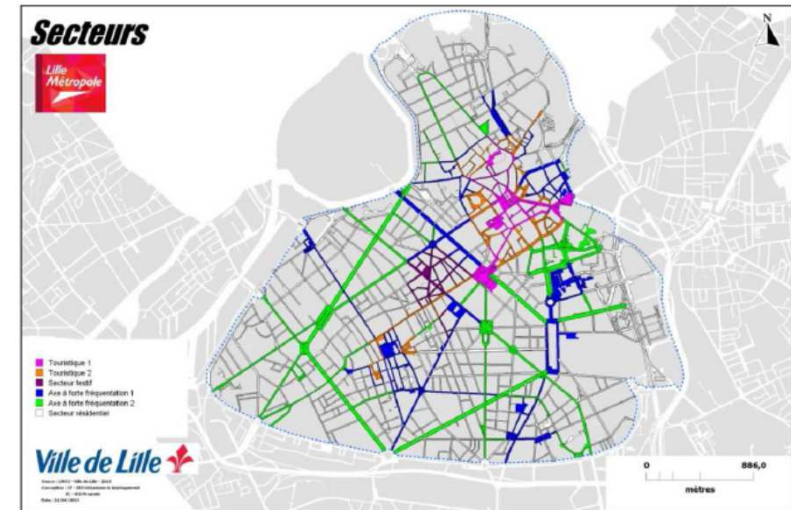 Secteurs
N
Lille
Métropole
Touristique 1
Touristique 2
Secteur festif
Axe à forte fréquentation 1
Axe à forte fréquentation 2
Secteur résidentiel
Ville de Lille
0 886,0
mètres